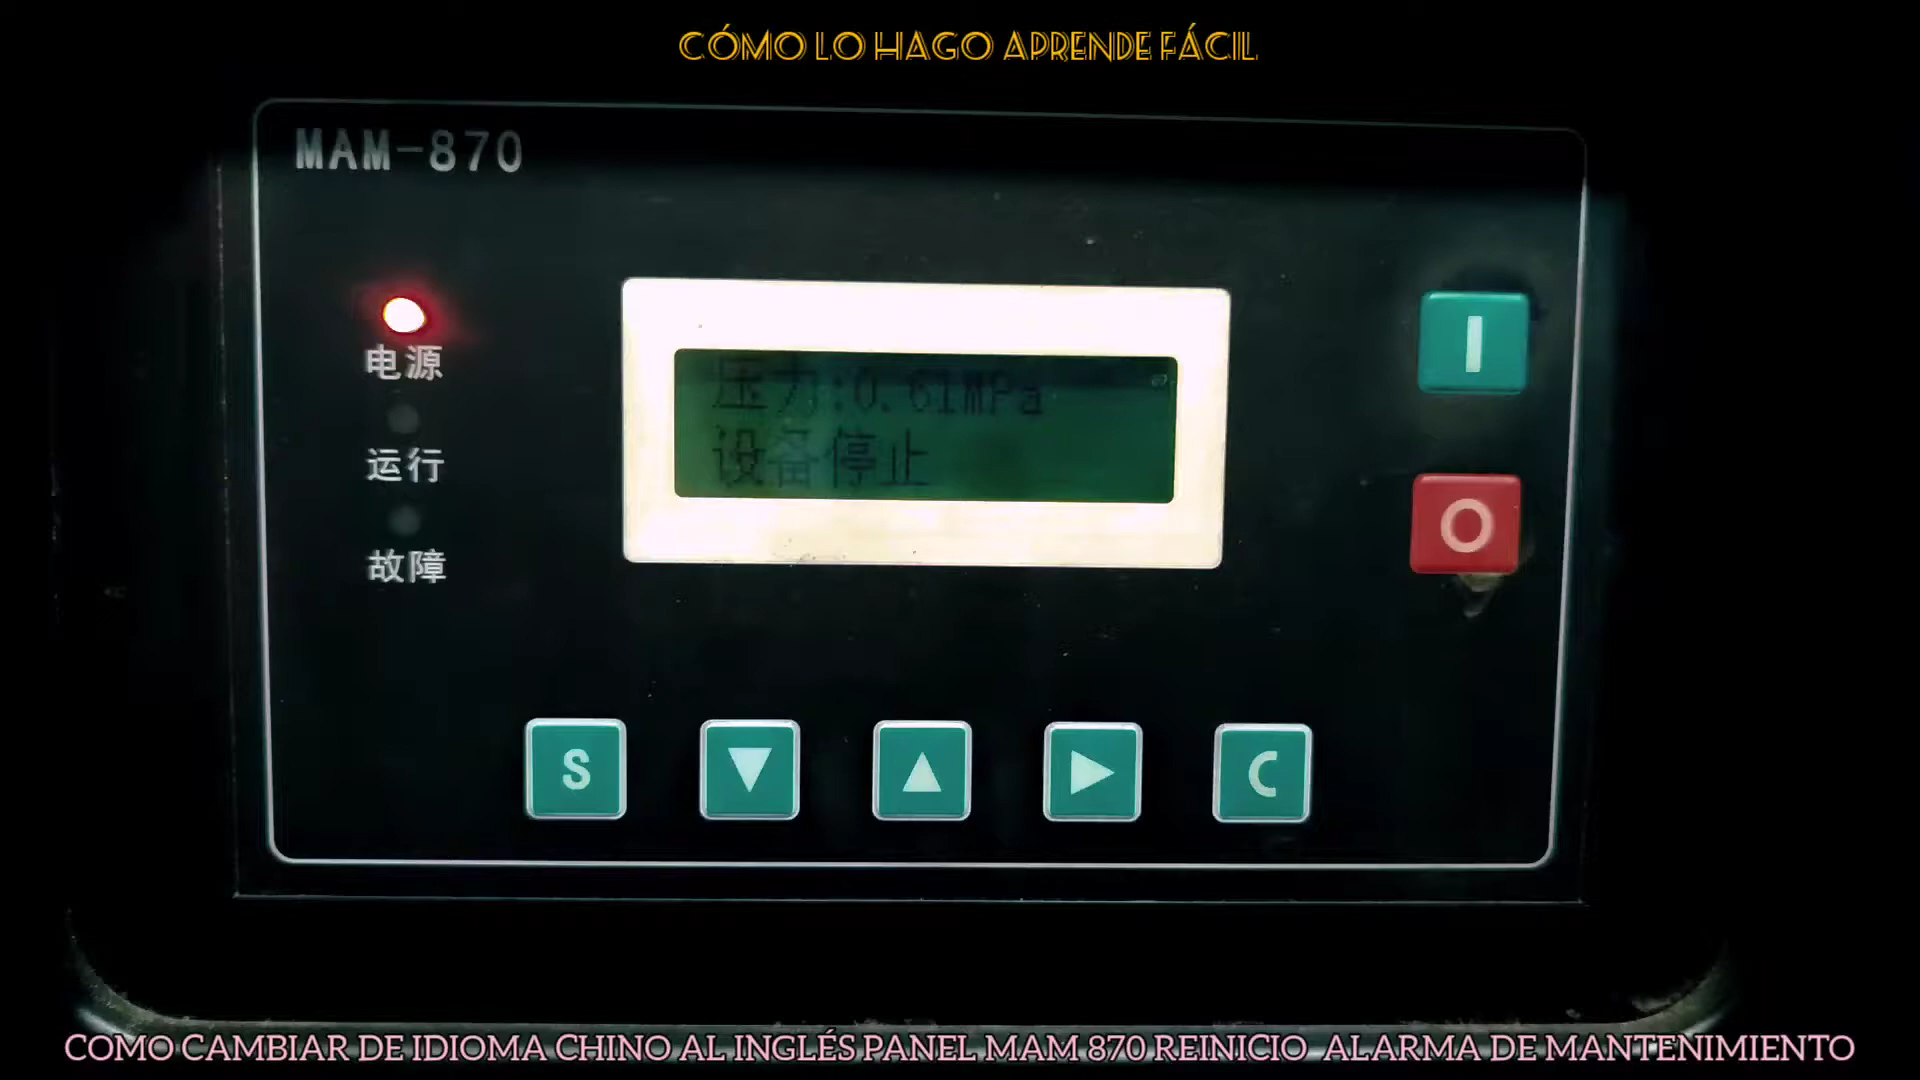 CÓMO LO HAGO APRENDE FÁCIL
MAM-870
电源
运行
故障
压力:0.61MPa
设备停止
I
O
S
C
COMO CAMBIAR DE IDIOMA CHINO AL INGLÉS PANEL MAM 870 REINICIO ALARMA DE MANTENIMIENTO